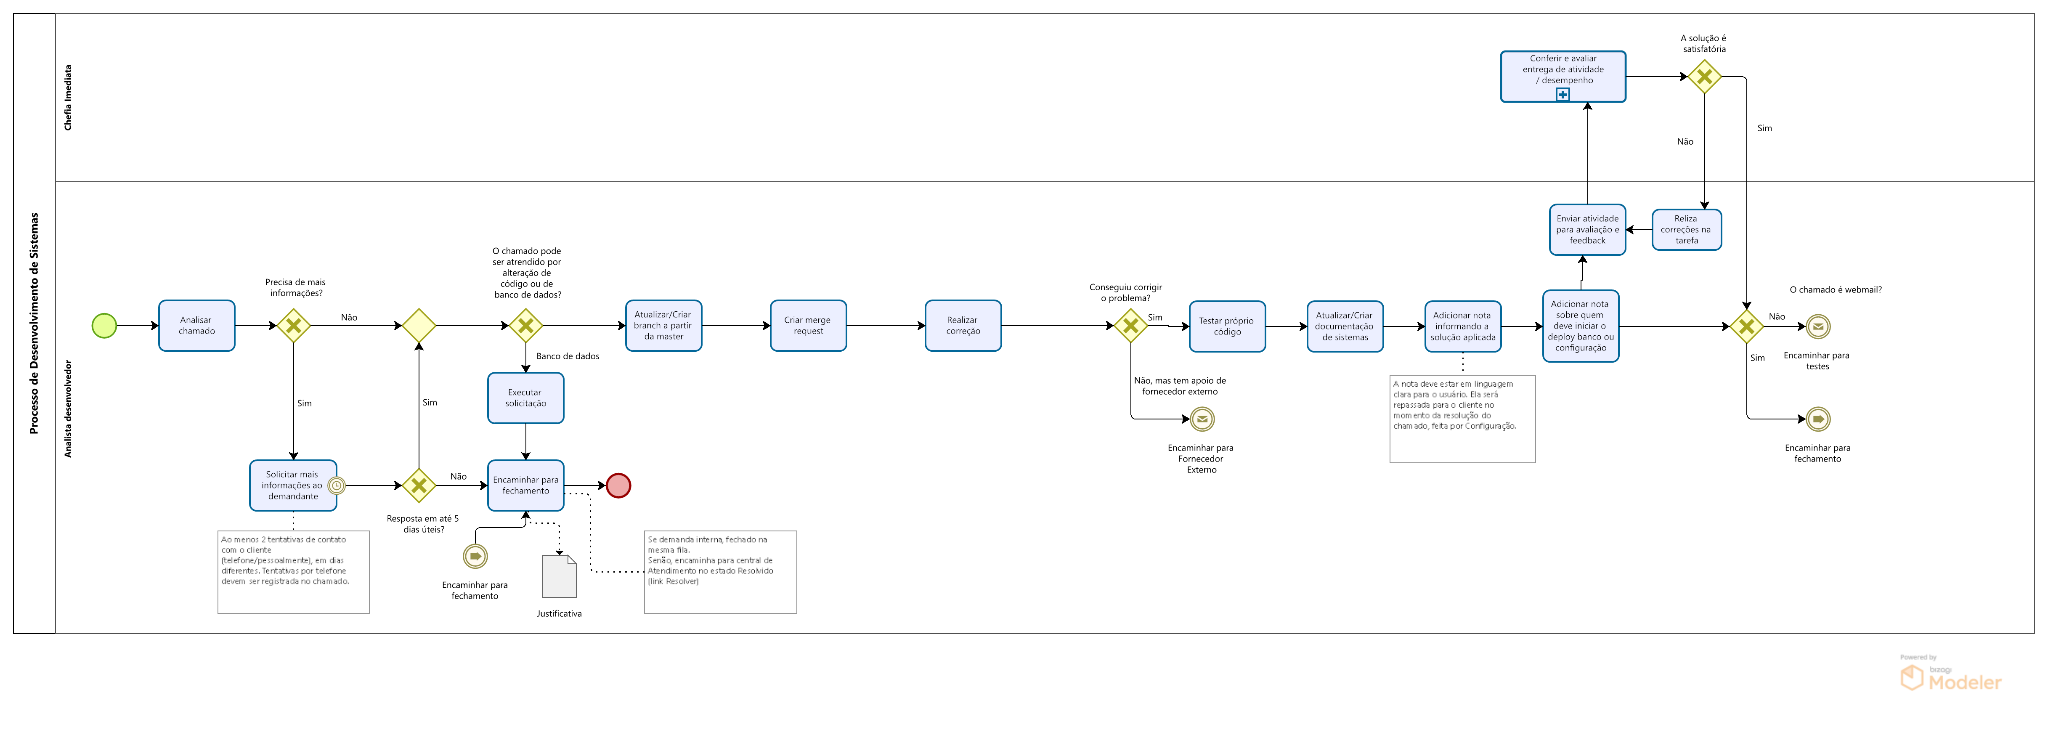 Processo de Desenvolvimento de Sistemas
Chefia Imediata
Conferir e avaliar
entrega de atividade
/ desempenho
A solução é
satisfatória
Não
Sim
Analista desenvolvedor
Analisar
chamado
Precisa de mais
informações?
Não
Sim
Solicitar mais
informações ao
demandante
Ao menos 2 tentativas de contato
com o cliente
(telefone/pessoalmente), em dias
diferentes. Tentativas por telefone
devem ser registrada no chamado.
Sim
Não
Resposta em até 5
dias úteis?
O chamado pode
ser atrendido por
alteração de
código ou de
banco de dados?
Banco de dados
Executar
solicitação
Encaminhar para
fechamento
Encaminhar para
fechamento
Justificativa
Se demanda interna, fechado na
mesma fila.
Senão, encaminha para central de
Atendimento no estado Resolvido
(link Resolver)
Atualizar/Criar
branch a partir
da master
Criar merge
request
Realizar
correção
Conseguiu corrigir
o problema?
Sim
Não, mas tem apoio de
fornecedor externo
Encaminhar para
Fornecedor
Externo
Testar próprio
código
Atualizar/Criar
documentação
de sistemas
Adicionar nota
informando a
solução aplicada
A nota deve estar em linguagem
clara para o usuário. Ela será
repassada para o cliente no
momento da resolução do
chamado, feita por Configuração.
Adicionar nota
sobre quem
deve iniciar o
deploy banco ou
configuração
Enviar atividade
para avaliação e
feedback
Reliza
correções na
tarefa
O chamado é webmail?
Não
Encaminhar para
testes
Sim
Encaminhar para
fechamento
Powered by
bizagi
Modeler